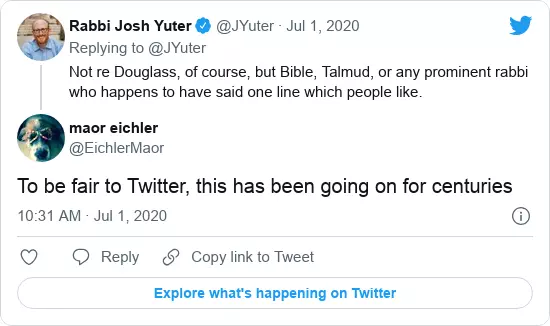 Rabbi Josh Yuter @JYuter · Jul 1, 2020
Replying to @JYuter
Not re Douglass, of course, but Bible, Talmud, or any prominent rabbi
who happens to have said one line which people like.
maor eichler
@EichlerMaor
To be fair to Twitter, this has been going on for centuries
10:31 AM · Jul 1, 2020
Reply Copy link to Tweet
Explore what's happening on Twitter